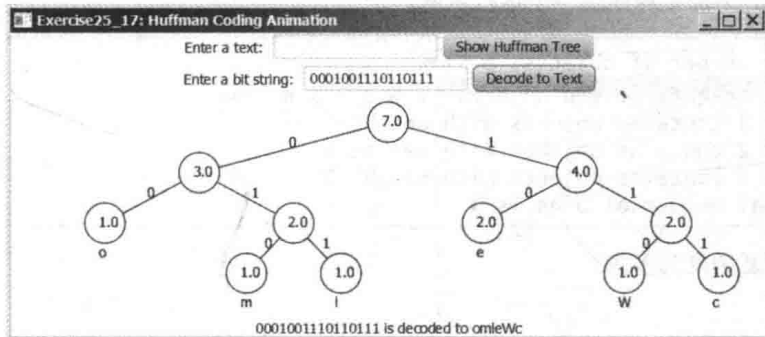 Exercise25_17: Huffman Coding Animation
Enter a text: Show Huffman Tree
Enter a bit string: 0001001110110111 Decode to Text
7.0
0 1
3.0 4.0
0 1 0 1
1.0 2.0 2.0 2.0
o 0 1 e 0 1
1.0 1.0 1.0 1.0
m l W c
0001001110110111 is decoded to omleWc